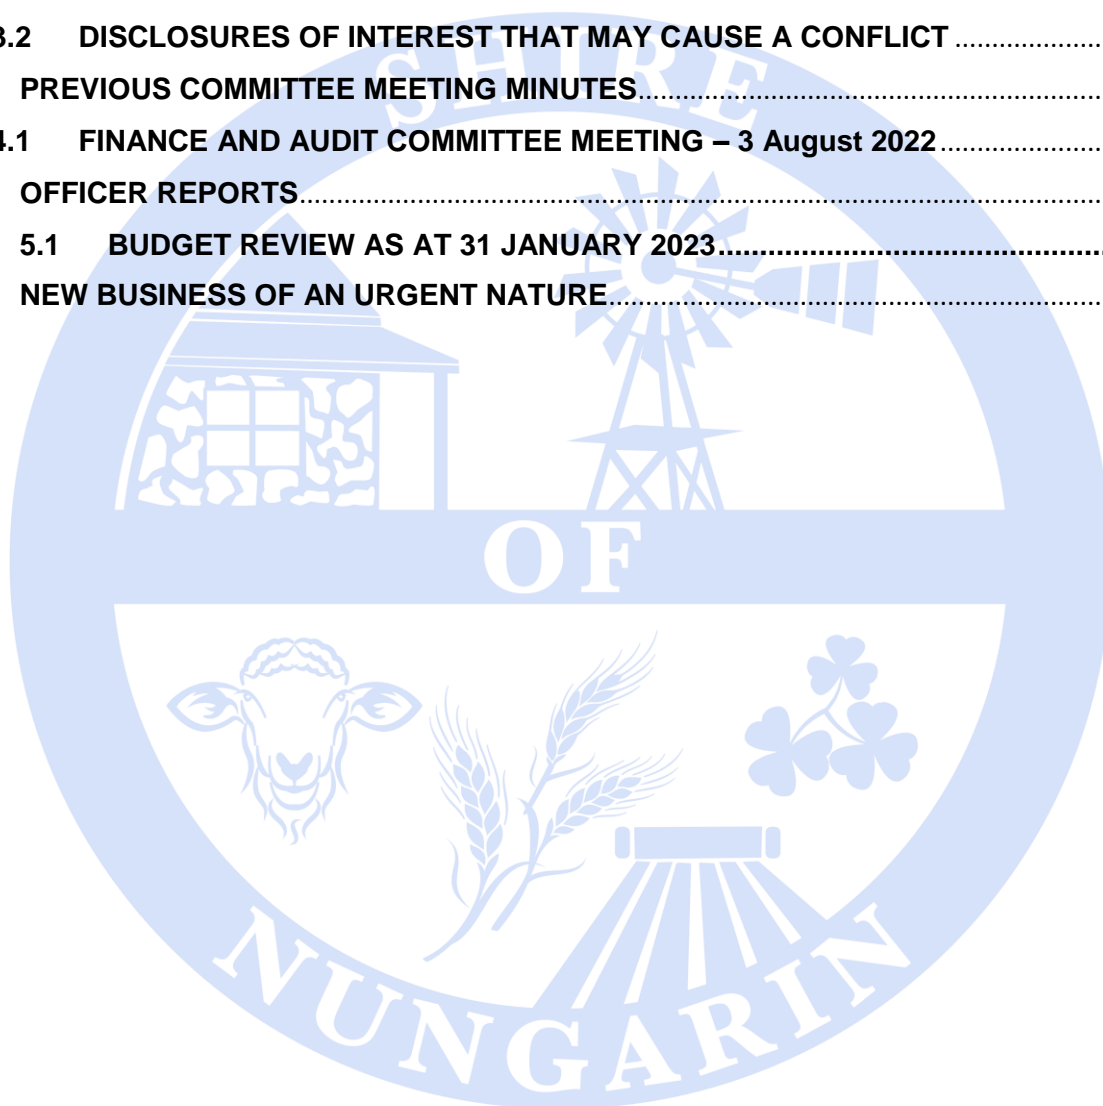 3.2 DISCLOSURES OF INTEREST THAT MAY CAUSE A CONFLICT ....................
PREVIOUS COMMITTEE MEETING MINUTES............................................................
4.1 FINANCE AND AUDIT COMMITTEE MEETING – 3 August 2022 ......................
OFFICER REPORTS......................................................................................................
5.1 BUDGET REVIEW AS AT 31 JANUARY 2023................................................
NEW BUSINESS OF AN URGENT NATURE................................................................
SHIRE
OF
NUNGARIN